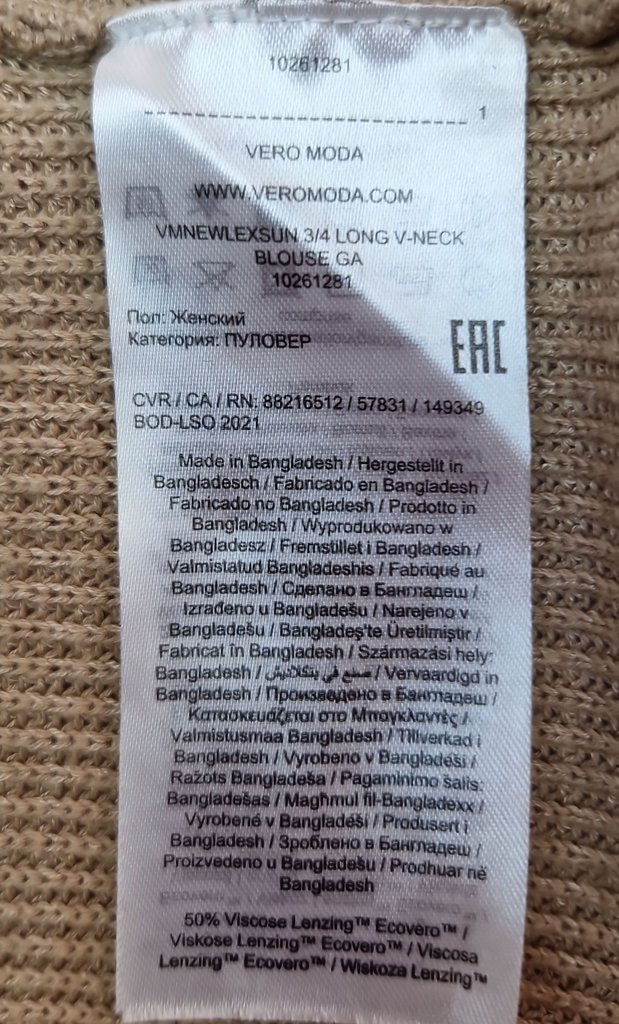 10261281
1
VERO MODA
WWW.VEROMODA.COM
VMNEWLEXSUN 3/4 LONG V-NECK
BLOUSE GA
10261281
Пол: Женский
Категория: ПУЛОВЕР
EAC
CVR / CA / RN: 88216512 / 57831 / 149349
BOD-LSO 2021
Made in Bangladesh / Hergestellt in
Bangladesch / Fabricado en Bangladesh /
Fabricado no Bangladesh / Prodotto in
Bangladesh / Wyprodukowano w
Bangladesz / Fremstillet i Bangladesh /
Valmistatud Bangladeshis / Fabriqué au
Bangladesh / Сделано в Бангладеш /
Izrađeno u Bangladešu / Narejeno v
Bangladešu / Bangladeş'te Üretilmiştir /
Fabricat în Bangladesh / Származási hely:
Bangladesh / صنع في بنكلاديش / Vervaardigd in
Bangladesh / Произведено в Бангладеш /
Κατασκευάζεται στο Μπαγκλαντές /
Valmistusmaa Bangladesh / Tillverkad i
Bangladesh / Vyrobeno v Bangladéši /
Ražots Bangladeša / Pagaminimo šalis:
Bangladešas / Magħmul fil-Bangladexx /
Vyrobené v Bangladéši / Produsert i
Bangladesh / Зроблено в Бангладеш /
Proizvedeno u Bangladešu / Prodhuar në
Bangladesh
50% Viscose Lenzing™ Ecovero™ /
Viskose Lenzing™ Ecovero™ / Viscosa
Lenzing™ Ecovero™ / Wiskoza Lenzing™